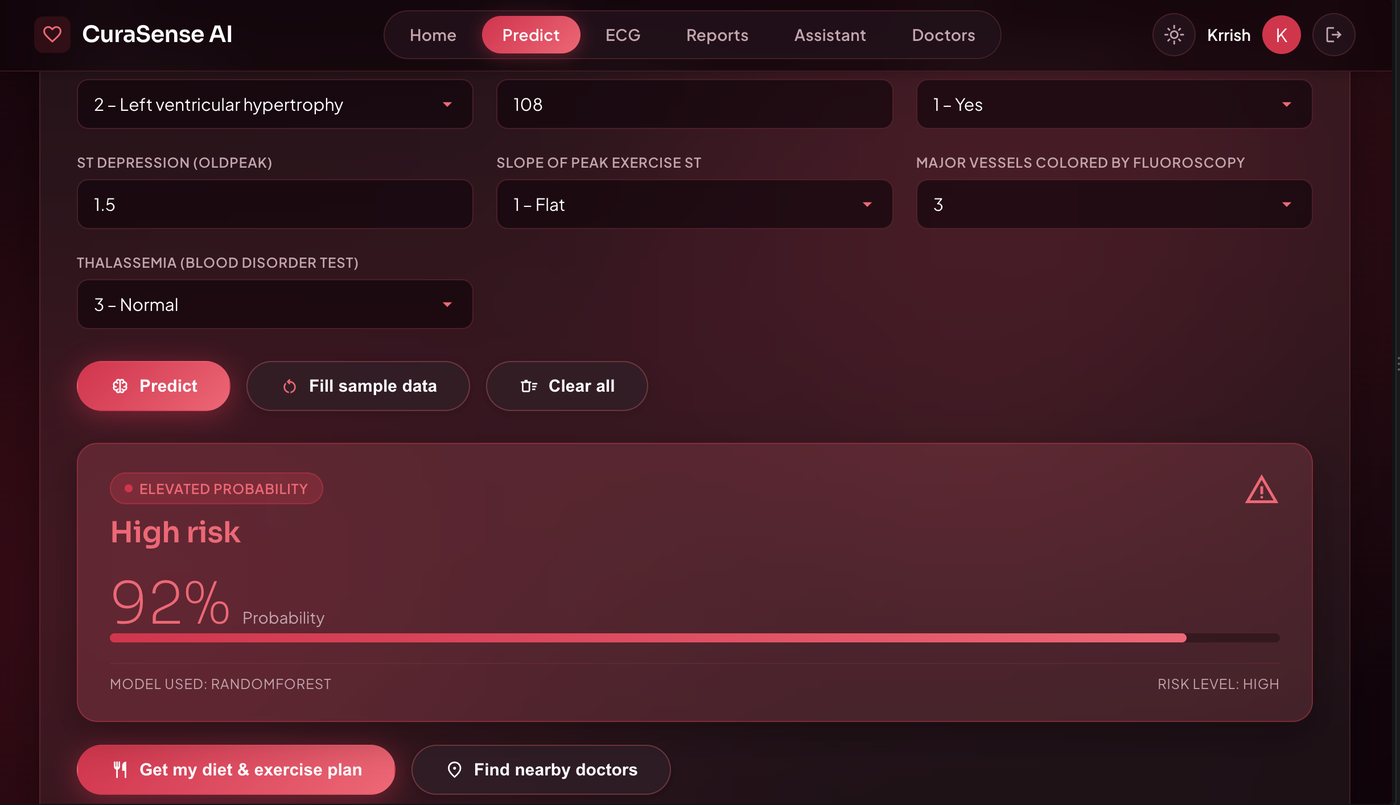 CuraSense AI
Home Predict ECG Reports Assistant Doctors
Krrish K
2 – Left ventricular hypertrophy 108 1 – Yes
ST DEPRESSION (OLDPEAK) SLOPE OF PEAK EXERCISE ST MAJOR VESSELS COLORED BY FLUOROSCOPY
1.5 1 – Flat 3
THALASSEMIA (BLOOD DISORDER TEST)
3 – Normal
Predict Fill sample data Clear all
ELEVATED PROBABILITY
High risk
92% Probability
MODEL USED: RANDOMFOREST RISK LEVEL: HIGH
Get my diet & exercise plan Find nearby doctors